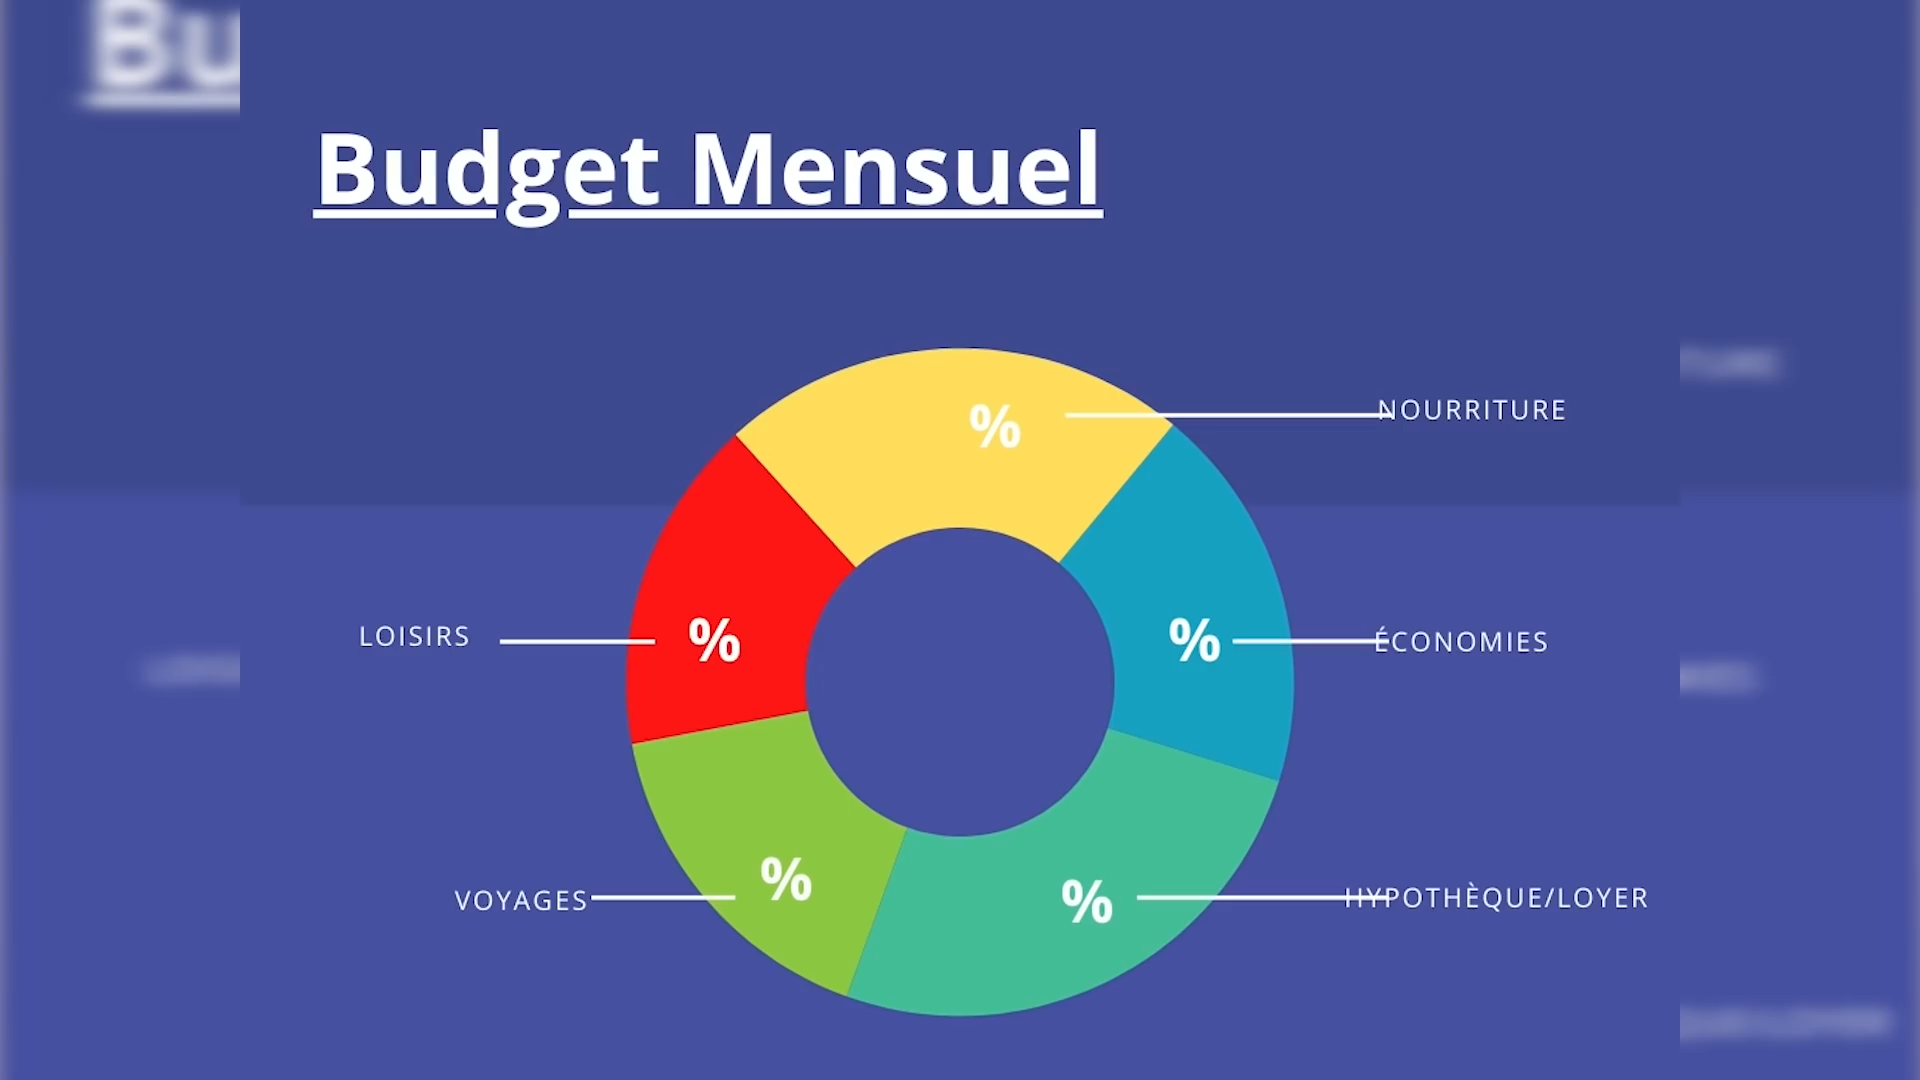 Budget Mensuel
%
NOURRITURE
LOISIRS
%
%
ÉCONOMIES
VOYAGES
%
%
HYPOTHÈQUE/LOYER